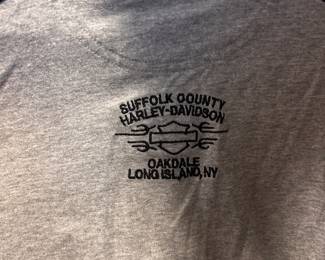 SUFFOLK COUNTY
HARLEY-DAVIDSON
OAKDALE
LONG ISLAND, NY